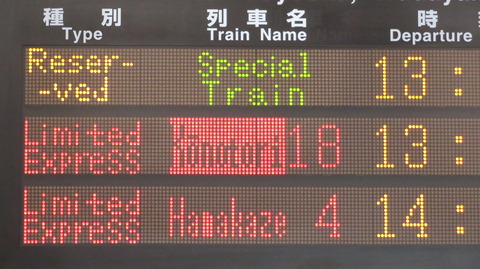 種別 列車名 時
Type Train Name Departure
Reser- Special 13:
-ved Train
Limited Kounotori 18 13:
Express
Limited Hamakaze 4 14:
Express